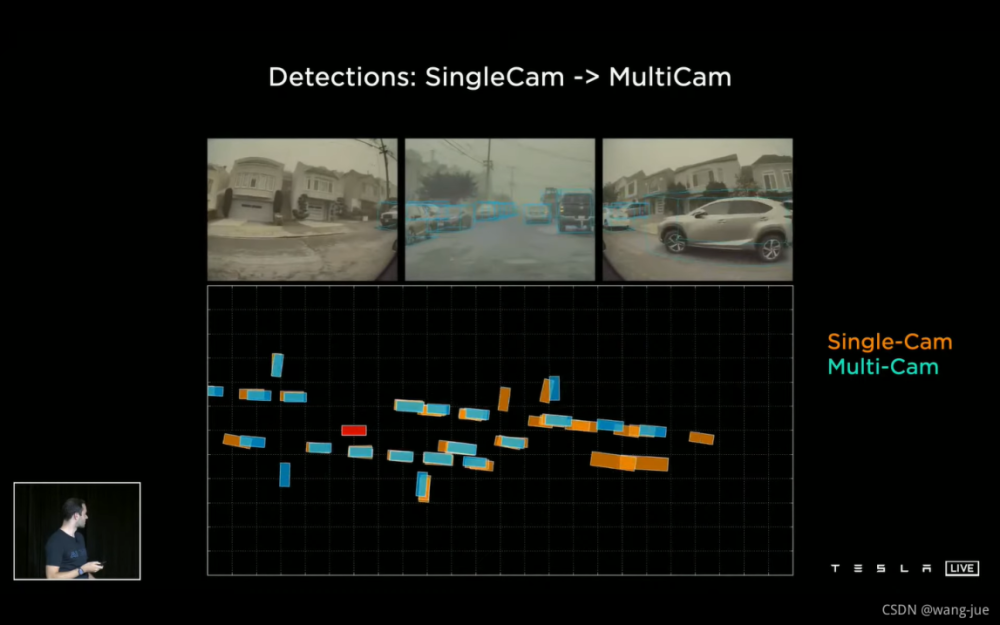 Detections: SingleCam -> MultiCam
Single-Cam
Multi-Cam
TESLA LIVE
CSDN @wang-jue